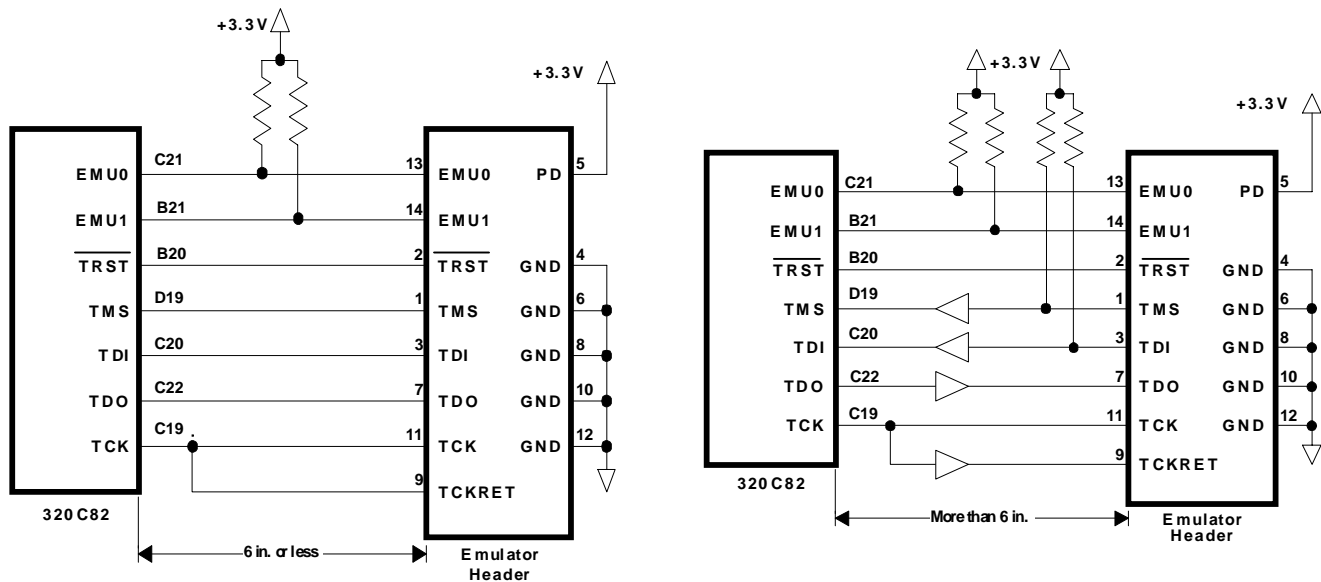 +3.3V
+3.3V
C21
13
5
EMU0
EMU0
PD
B21
14
EMU1
EMU1
B20
2
4
TRST
TRST
GND
D19
1
6
TMS
TMS
GND
C20
3
8
TDI
TDI
GND
C22
7
10
TDO
TDO
GND
C19
11
12
TCK
TCK
GND
9
TCKRET
320C82
6 in. or less
Emulator
Header
+3.3V
+3.3V
C21
13
5
EMU0
EMU0
PD
B21
14
EMU1
EMU1
B20
2
4
TRST
TRST
GND
D19
1
6
TMS
TMS
GND
C20
3
8
TDI
TDI
GND
C22
7
10
TDO
TDO
GND
C19
11
12
TCK
TCK
GND
9
TCKRET
320C82
More than 6 in.
Emulator
Header